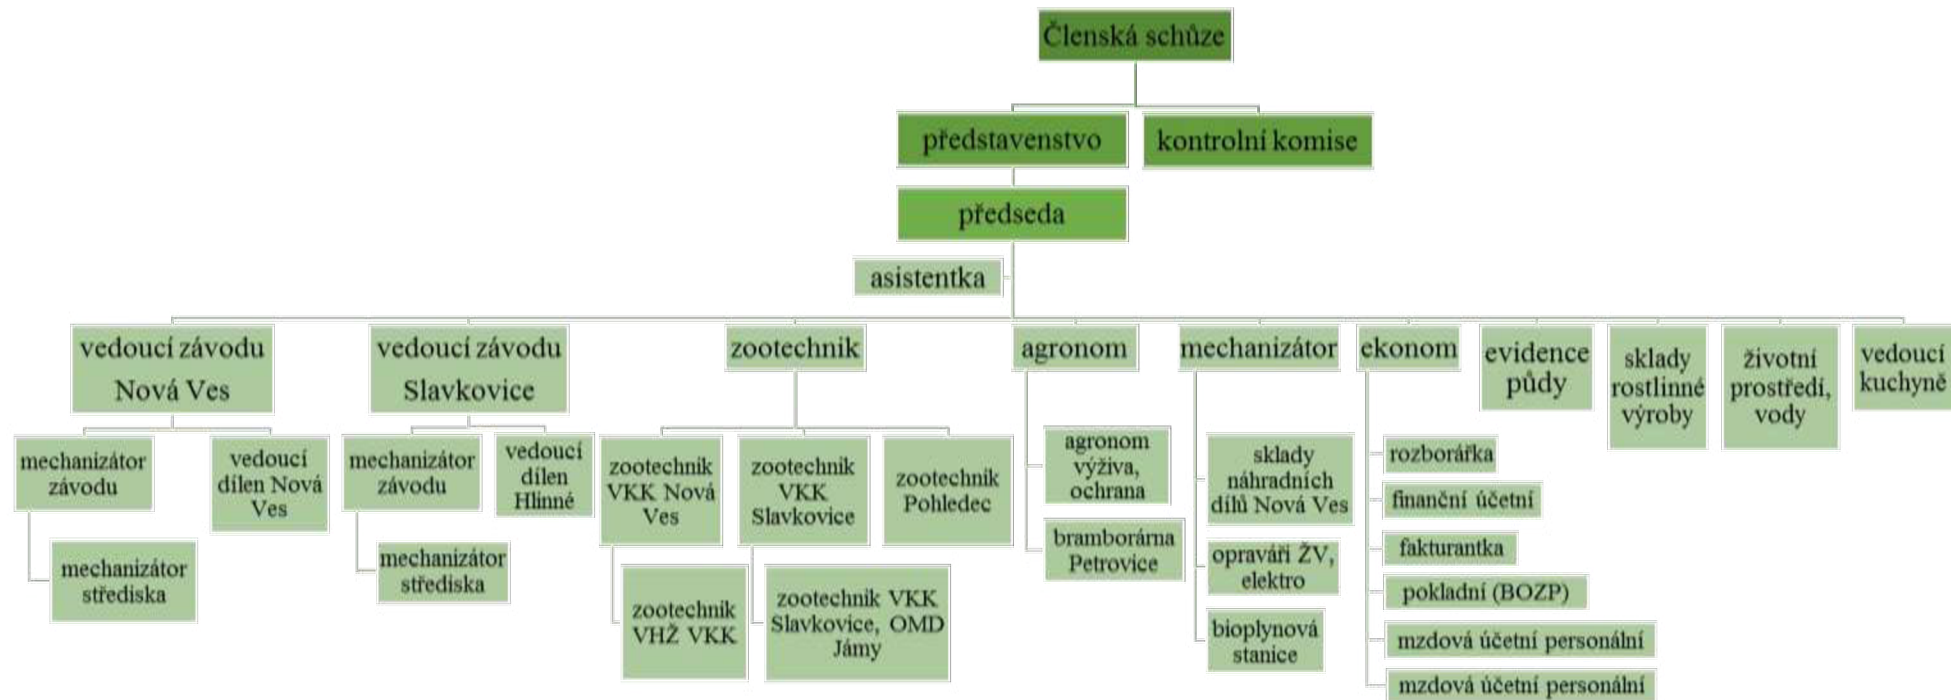 Členská schůze
představenstvo
kontrolní komise
předseda
asistentka
vedoucí závodu
Nová Ves
vedoucí závodu
Slavkovice
zootechnik
agronom
mechanizátor
ekonom
evidence
půdy
sklady
rostlinné
výroby
životní
prostředí,
vody
vedoucí
kuchyně
mechanizátor
závodu
vedoucí
dílen Nová
Ves
mechanizátor
střediska
mechanizátor
závodu
vedoucí
dílen
Hlinné
mechanizátor
střediska
zootechnik
VKK Nová
Ves
zootechnik
VKK
Slavkovice
zootechnik
Pohledec
zootechnik
VHŽ VKK
zootechnik VKK
Slavkovice, OMD
Jámy
agronom
výživa,
ochrana
bramborárna
Petrovice
sklady
náhradních
dílů Nová Ves
opraváři ŽV,
elektro
bioplynová
stanice
rozborářka
finanční účetní
fakturantka
pokladní (BOZP)
mzdová účetní personální
mzdová účetní personální